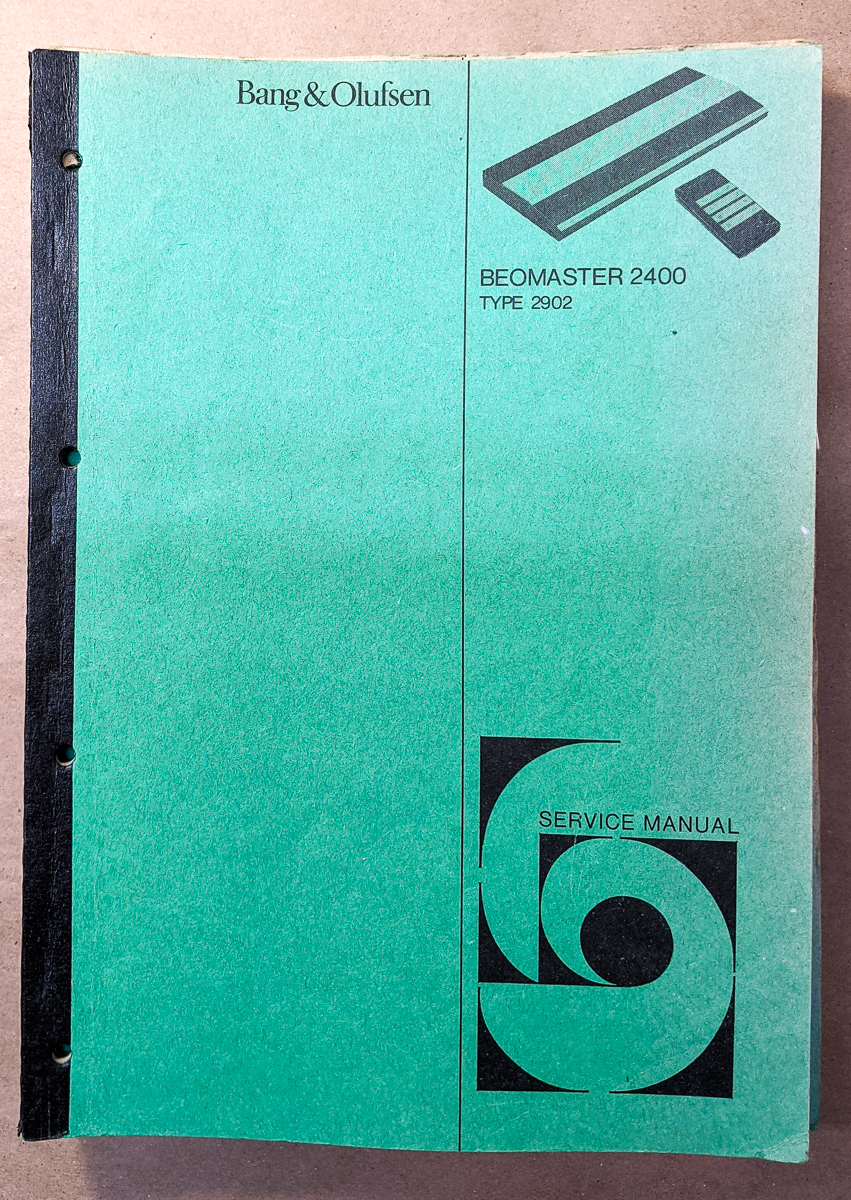 Bang & Olufsen
BEOMASTER 2400
TYPE 2902
SERVICE MANUAL